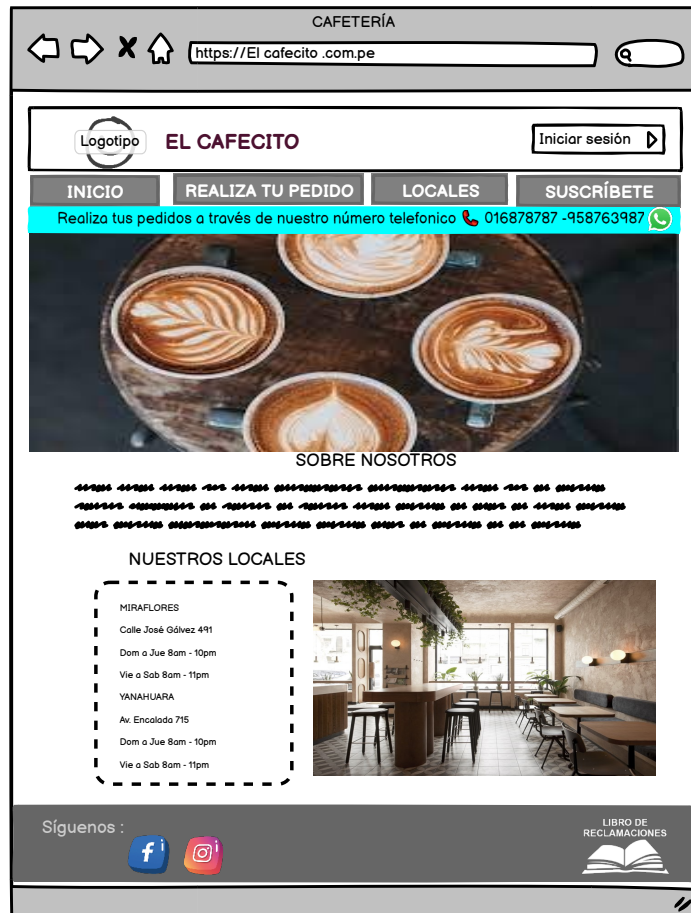 CAFETERÍA
https://El cafecito .com.pe
Logotipo
EL CAFECITO
Iniciar sesión
INICIO
REALIZA TU PEDIDO
LOCALES
SUSCRÍBETE
Realiza tus pedidos a través de nuestro número telefonico 016878787 -958763987
SOBRE NOSOTROS
NUESTROS LOCALES
MIRAFLORES
Calle José Gálvez 491
Dom a Jue 8am - 10pm
Vie a Sab 8am - 11pm
YANAHUARA
Av. Encalada 715
Dom a Jue 8am - 10pm
Vie a Sab 8am - 11pm
Síguenos :
f i
i
LIBRO DE
RECLAMACIONES